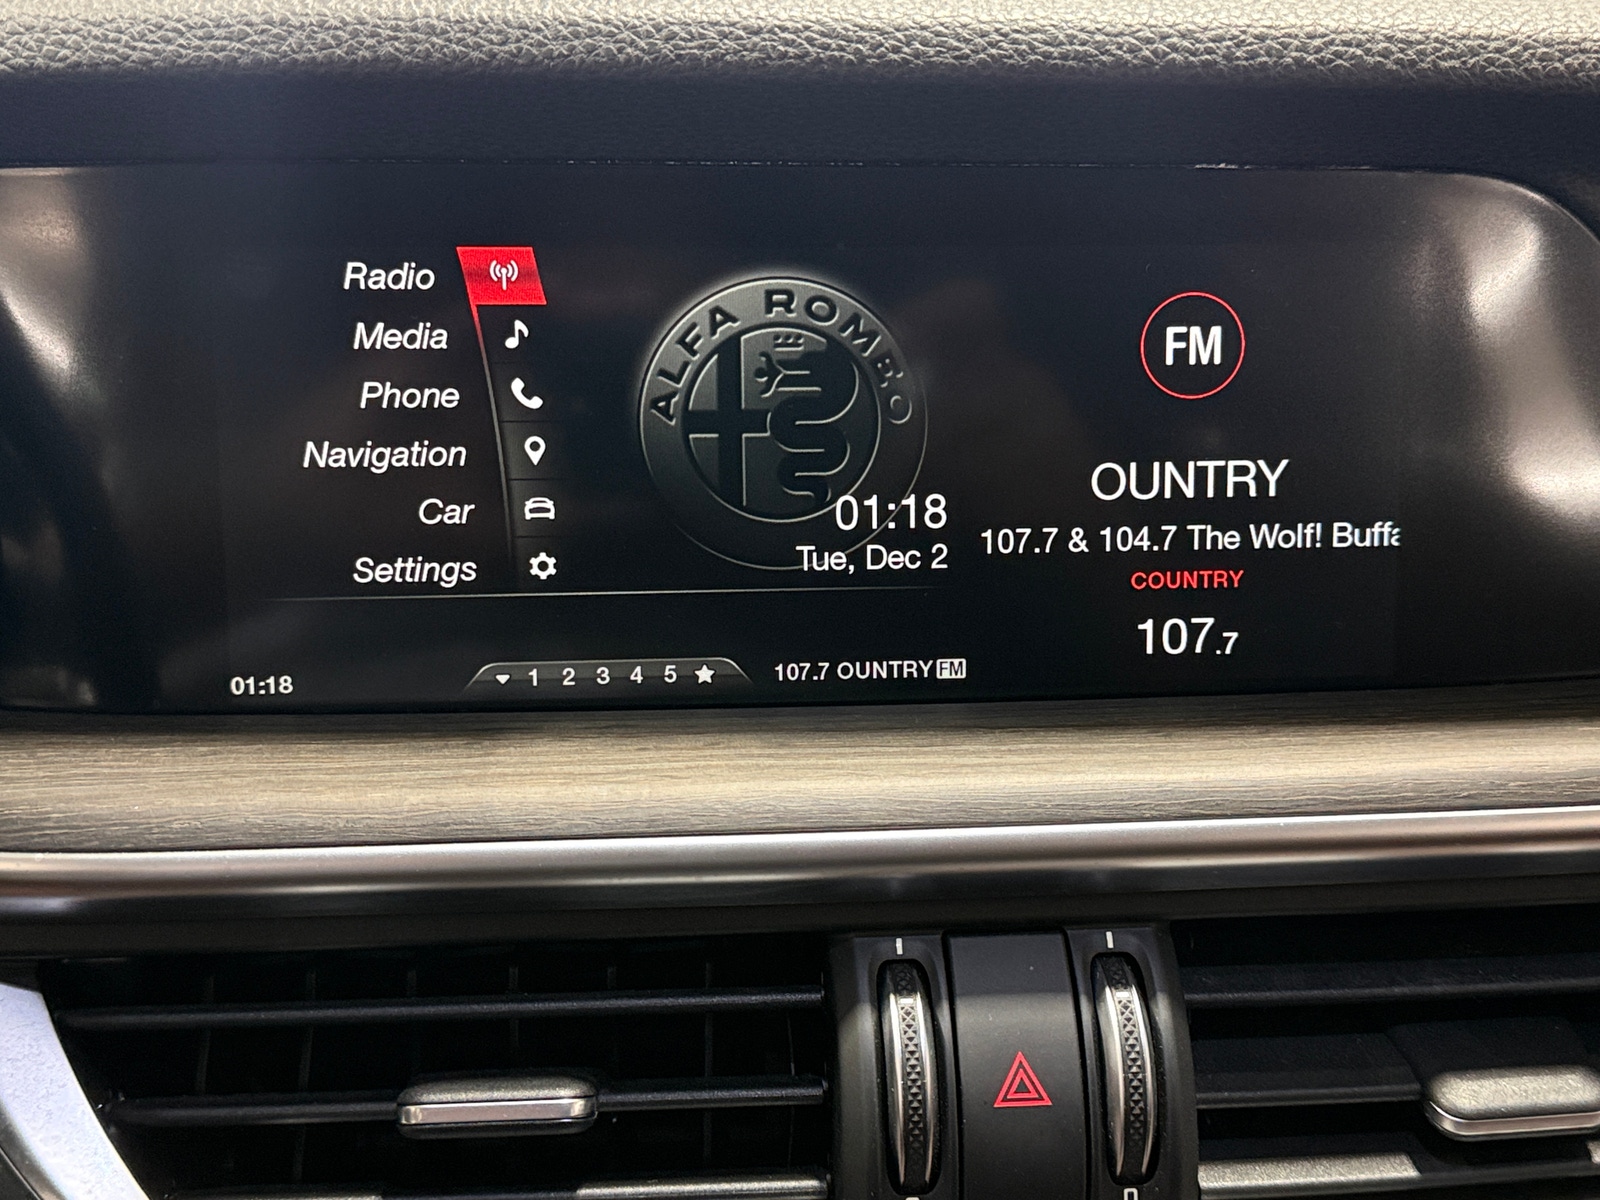 Radio
Media
Phone
Navigation
Car
Settings
ALFA ROMEO
01:18
Tue, Dec 2
FM
OUNTRY
107.7 & 104.7 The Wolf! Buffa
COUNTRY
107.7
01:18
1 2 3 4 5
107.7 OUNTRY FM